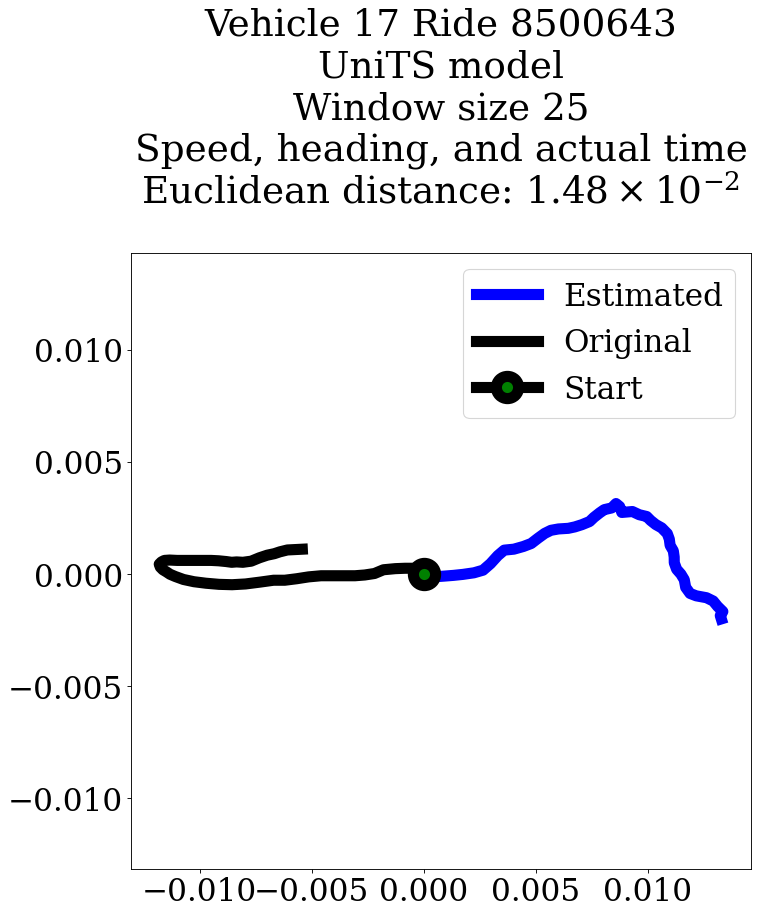 Vehicle 17 Ride 8500643
UniTS model
Window size 25
Speed, heading, and actual time
Euclidean distance: 1.48 × 10⁻²
Estimated
Original
Start
0.010
0.005
0.000
−0.005
−0.010
−0.010 −0.005 0.000 0.005 0.010